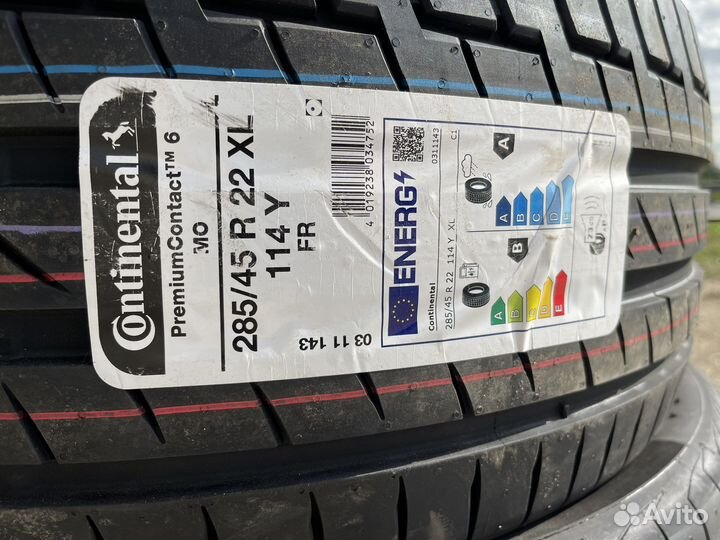 Continental
PremiumContact™ 6
MO
285/45 R 22 XL
114 Y
FR
03 11 143
4 019238 034752
ENERG
Continental
285/45 R 22 114 Y XL
0311143
C1
A
A B C D E
B
A
B
C
D
E
Avito